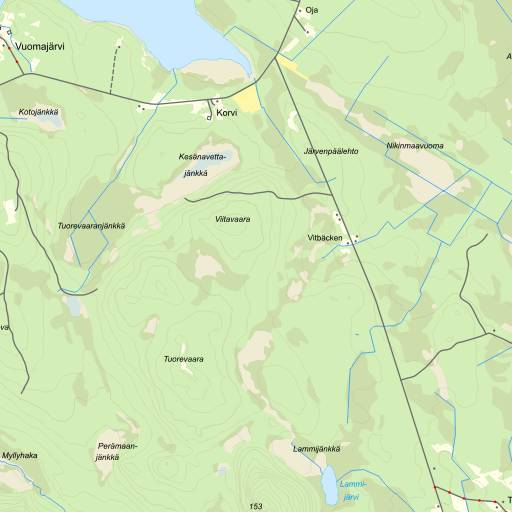 Oja
Vuomajärvi
Kotojänkkä
Korvi
Nikinmaavuoma
Järvenpäälehto
Kesänavetta-
jänkkä
Viitavaara
Tuorevaaranjänkkä
Vitbäcken
va
Tuorevaara
Perämaan-
jänkkä
Lammijänkkä
Myllyhaka
Lammi-
järvi
153